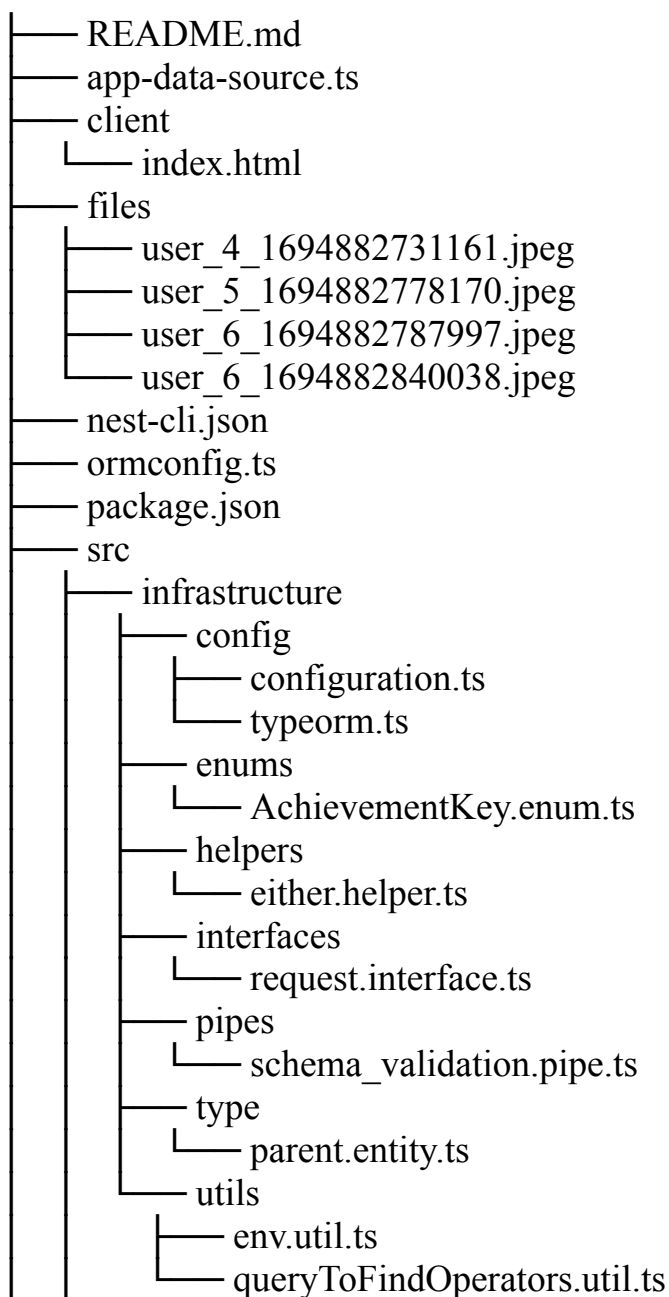 README.md
app-data-source.ts
client
index.html
files
user_4_1694882731161.jpeg
user_5_1694882778170.jpeg
user_6_1694882787997.jpeg
user_6_1694882840038.jpeg
nest-cli.json
ormconfig.ts
package.json
src
infrastructure
config
configuration.ts
typeorm.ts
enums
AchievementKey.enum.ts
helpers
either.helper.ts
interfaces
request.interface.ts
pipes
schema_validation.pipe.ts
type
parent.entity.ts
utils
env.util.ts
queryToFindOperators.util.ts